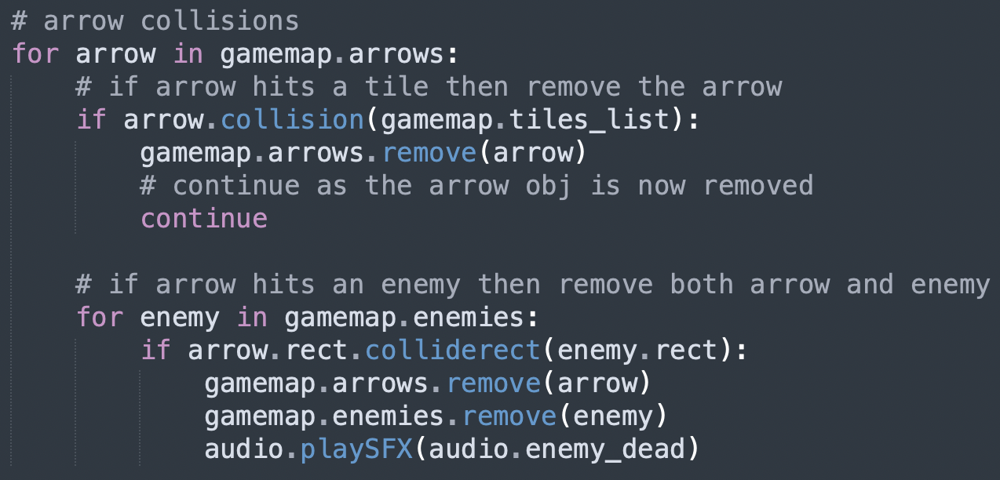 # arrow collisions
for arrow in gamemap.arrows:
    # if arrow hits a tile then remove the arrow
    if arrow.collision(gamemap.tiles_list):
        gamemap.arrows.remove(arrow)
        # continue as the arrow obj is now removed
        continue

    # if arrow hits an enemy then remove both arrow and enemy
    for enemy in gamemap.enemies:
        if arrow.rect.colliderect(enemy.rect):
            gamemap.arrows.remove(arrow)
            gamemap.enemies.remove(enemy)
            audio.playSFX(audio.enemy_dead)